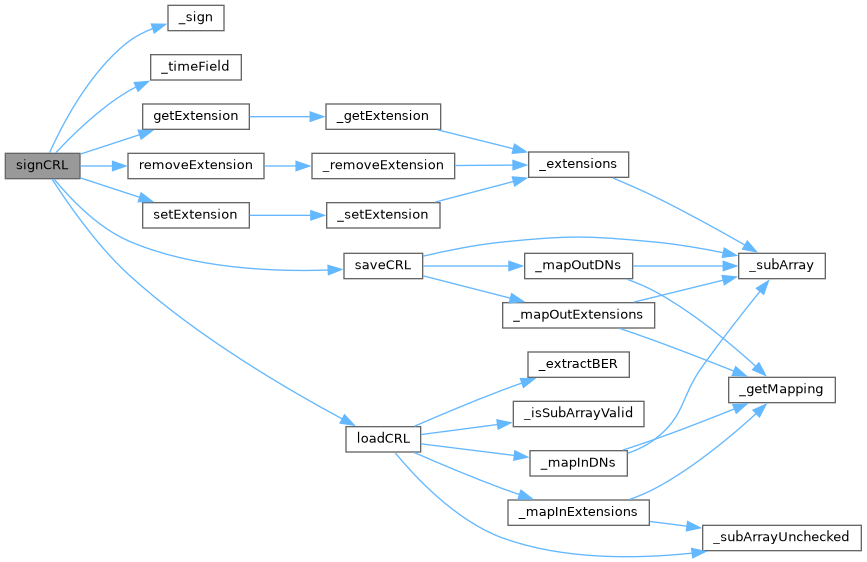 _sign
_timeField
getExtension
_getExtension
signCRL
removeExtension
_removeExtension
_extensions
setExtension
_setExtension
saveCRL
_mapOutDNs
_subArray
_mapOutExtensions
_extractBER
_getMapping
_isSubArrayValid
loadCRL
_mapInDNs
_mapInExtensions
_subArrayUnchecked